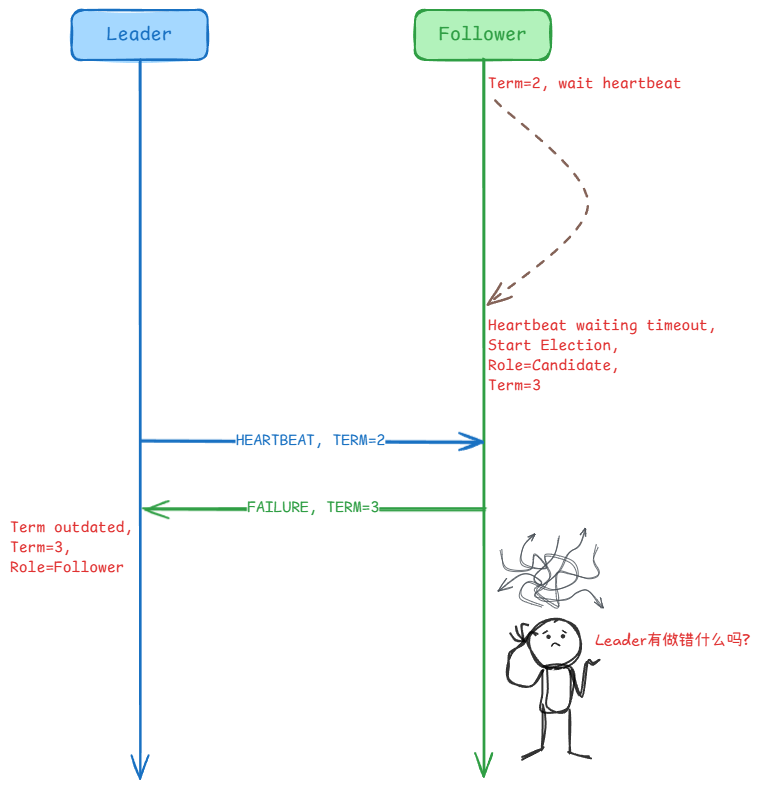 Leader
Follower
Term=2, wait heartbeat
Heartbeat waiting timeout,
Start Election,
Role=Candidate,
Term=3
HEARTBEAT, TERM=2
FAILURE, TERM=3
Term outdated,
Term=3,
Role=Follower
Leader有做错什么吗?